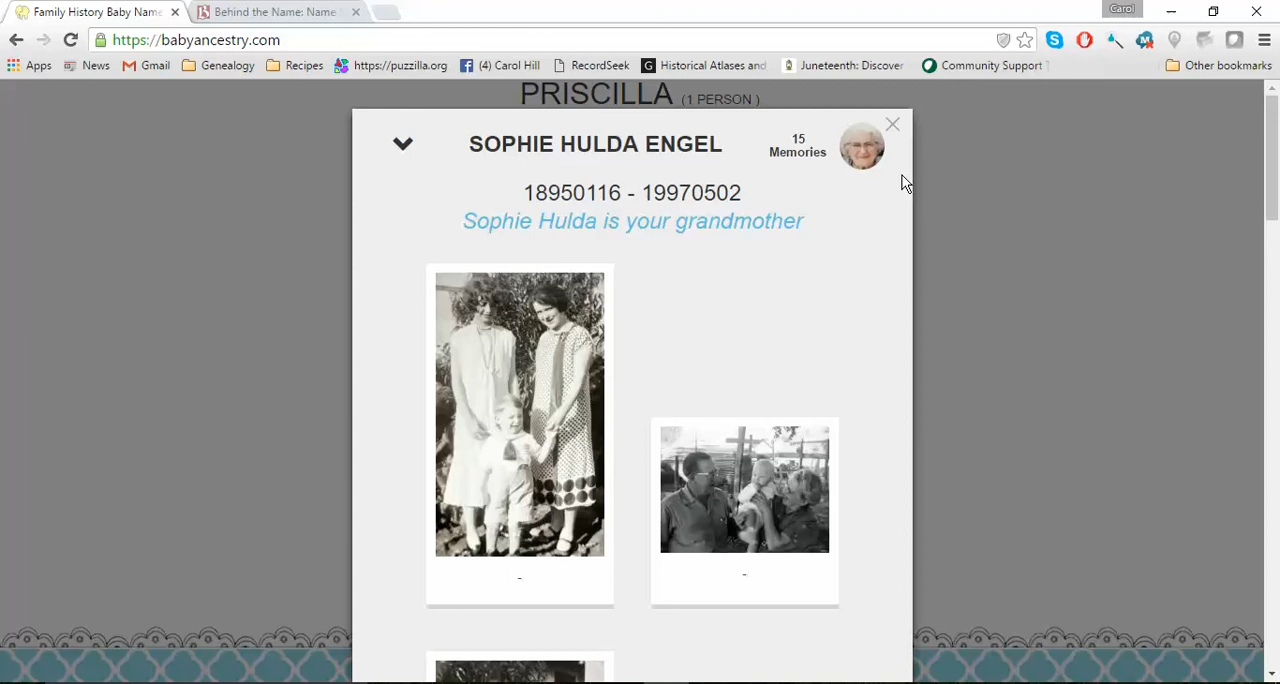 Family History Baby Name
Behind the Name: Name
Carol
https://babyancestry.com
Apps
News
Gmail
Genealogy
Recipes
https://puzzilla.org
(4) Carol Hill
RecordSeek
Historical Atlases and
Juneteenth: Discover
Community Support
Other bookmarks
PRISCILLA (1 PERSON )
SOPHIE HULDA ENGEL
15
Memories
18950116 - 19970502
Sophie Hulda is your grandmother
-
-